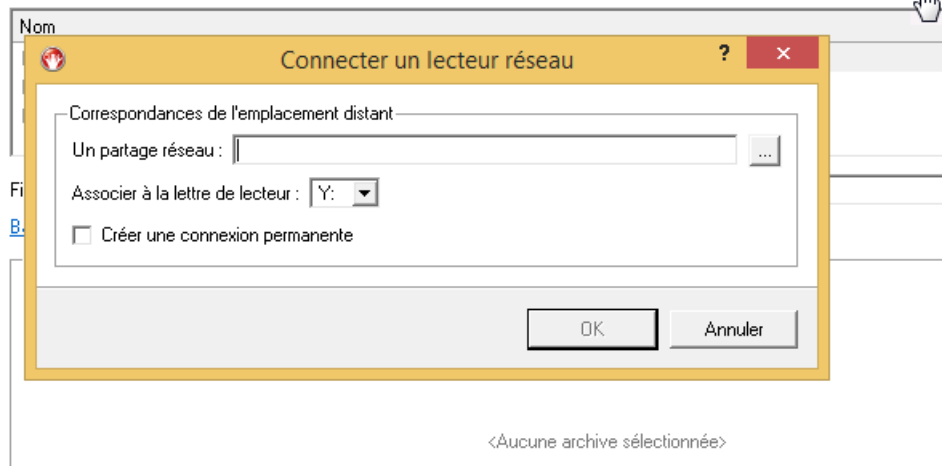 Nom
Connecter un lecteur réseau
?
Correspondances de l'emplacement distant
Un partage réseau :
...
Associer à la lettre de lecteur : Y:
Créer une connexion permanente
OK Annuler
<Aucune archive sélectionnée>